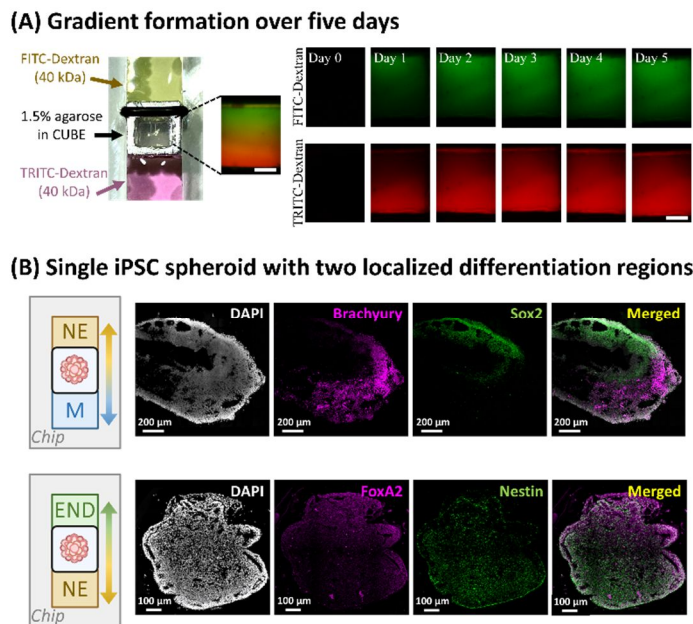 (A) Gradient formation over five days
FITC-Dextran
(40 kDa)
1.5% agarose
in CUBE
TRITC-Dextran
(40 kDa)
FITC-Dextran
Day 0
Day 1
Day 2
Day 3
Day 4
Day 5
TRITC-Dextran
(B) Single iPSC spheroid with two localized differentiation regions
NE
M
Chip
DAPI
Brachyury
Sox2
Merged
200 µm
200 µm
200 µm
200 µm
END
NE
Chip
DAPI
FoxA2
Nestin
Merged
100 µm
100 µm
100 µm
100 µm